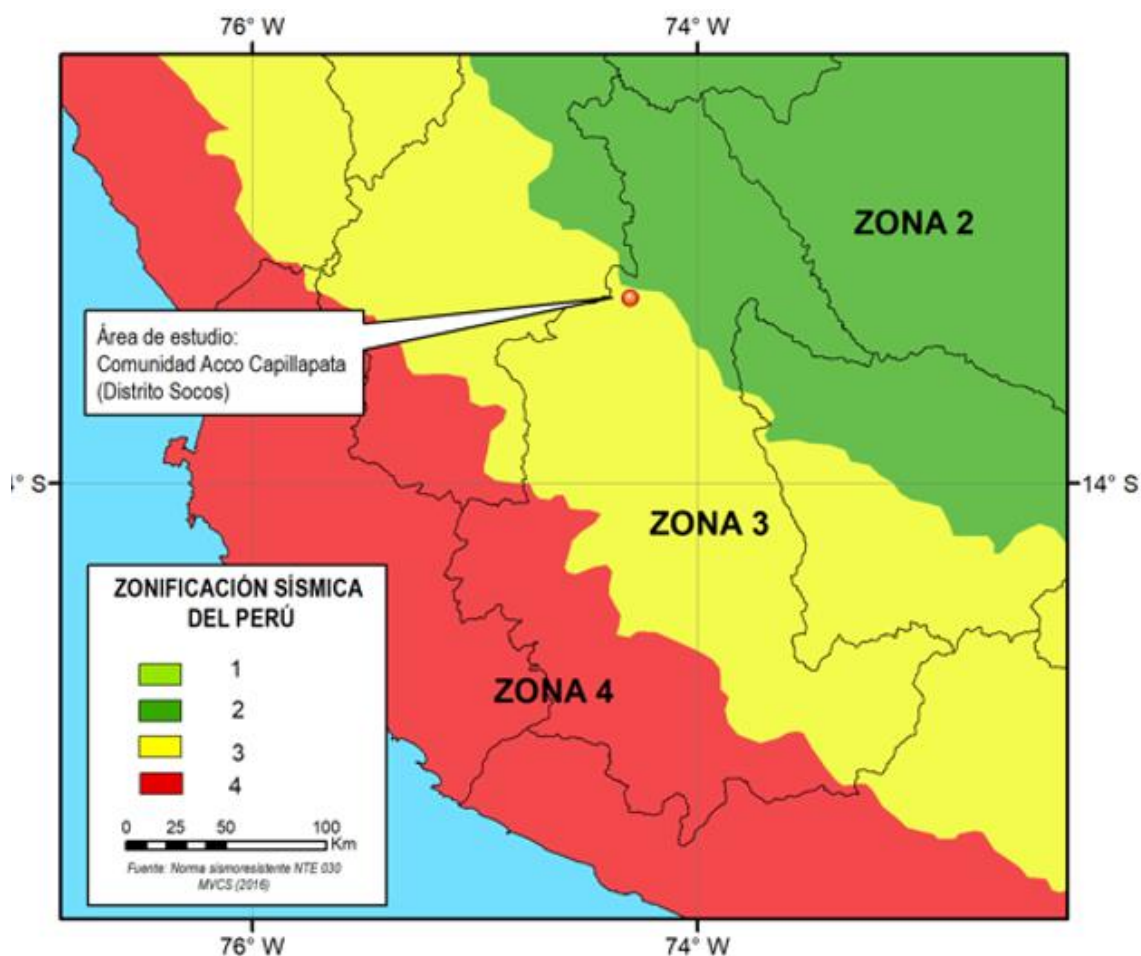 76° W 74° W
ZONA 2
Área de estudio:
Comunidad Acco Capillapata
(Distrito Socos)
° S 14° S
ZONA 3
ZONIFICACIÓN SÍSMICA
DEL PERÚ
1
2
3
4
ZONA 4
0 25 50 100
Km
Fuente: Norma sismoresistente NTE 030
MVCS (2016)
76° W 74° W